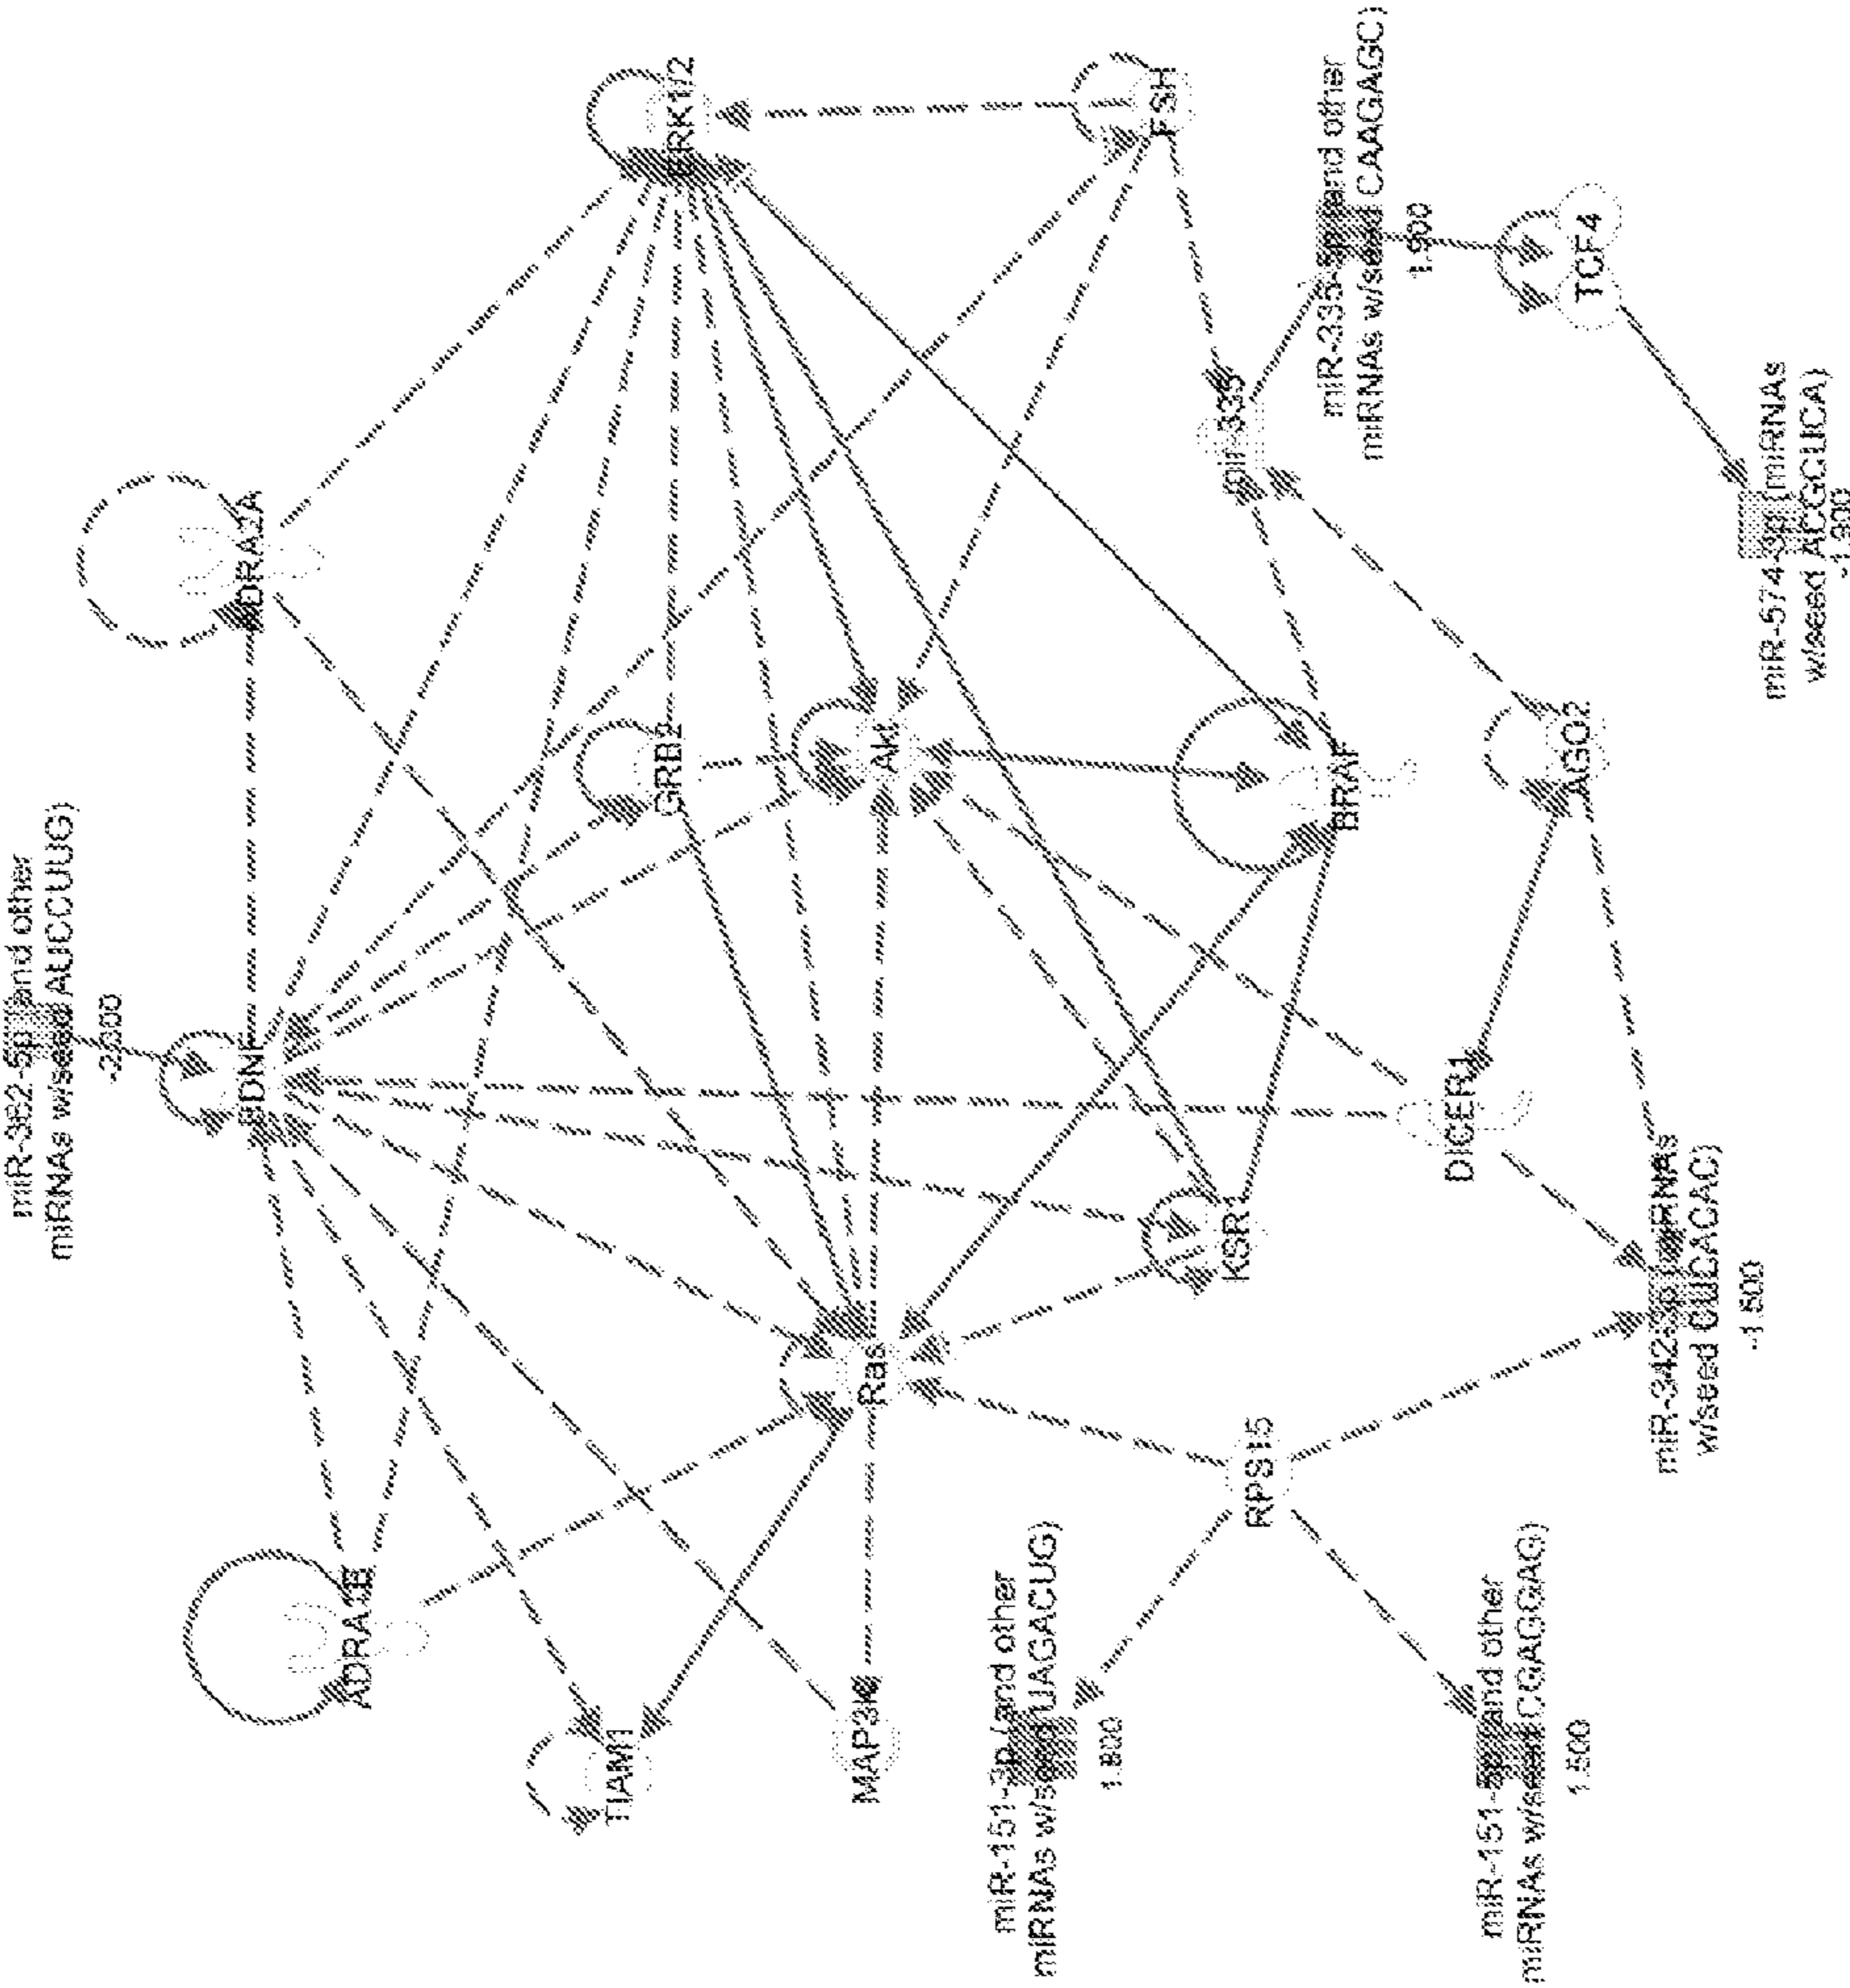 miR-382-5p (and other
miRNAs w/seed AUCCUUG)
-2.000
BDNF
ADRA2A
ERK1/2
ADRA1B
GRB2
FSH
TIAM1
Akt
Ras
mir-335
MAP3K
miR-335-5p (and other
miRNAs w/seed CAAGAGC)
1.900
BRAF
KSR1
TCF4
miR-151-3p (and other
miRNAs w/seed UAGACUG)
1.800
DICER1
AGO2
RPS15
miR-574-3p (miRNAs
w/seed ACGCUCA)
-1.900
miR-151-5p (and other
miRNAs w/seed CGAGGAG)
1.500
miR-342-3p (miRNAs
w/seed CUCACAC)
-1.500